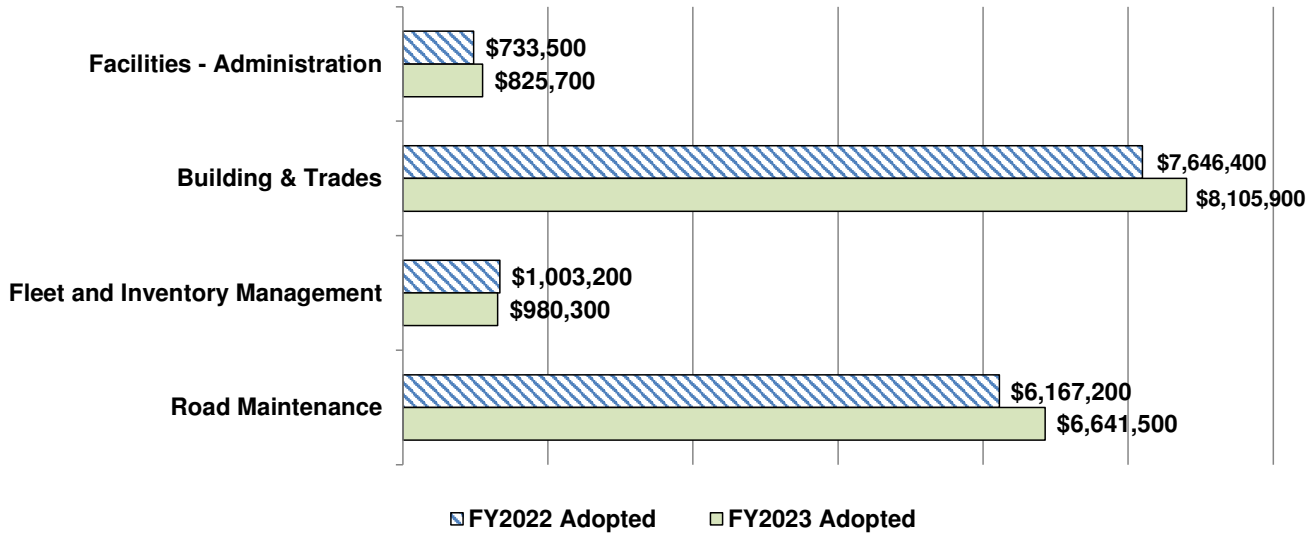 Facilities - Administration
$733,500
$825,700
Building & Trades
$7,646,400
$8,105,900
Fleet and Inventory Management
$1,003,200
$980,300
Road Maintenance
$6,167,200
$6,641,500
FY2022 Adopted FY2023 Adopted